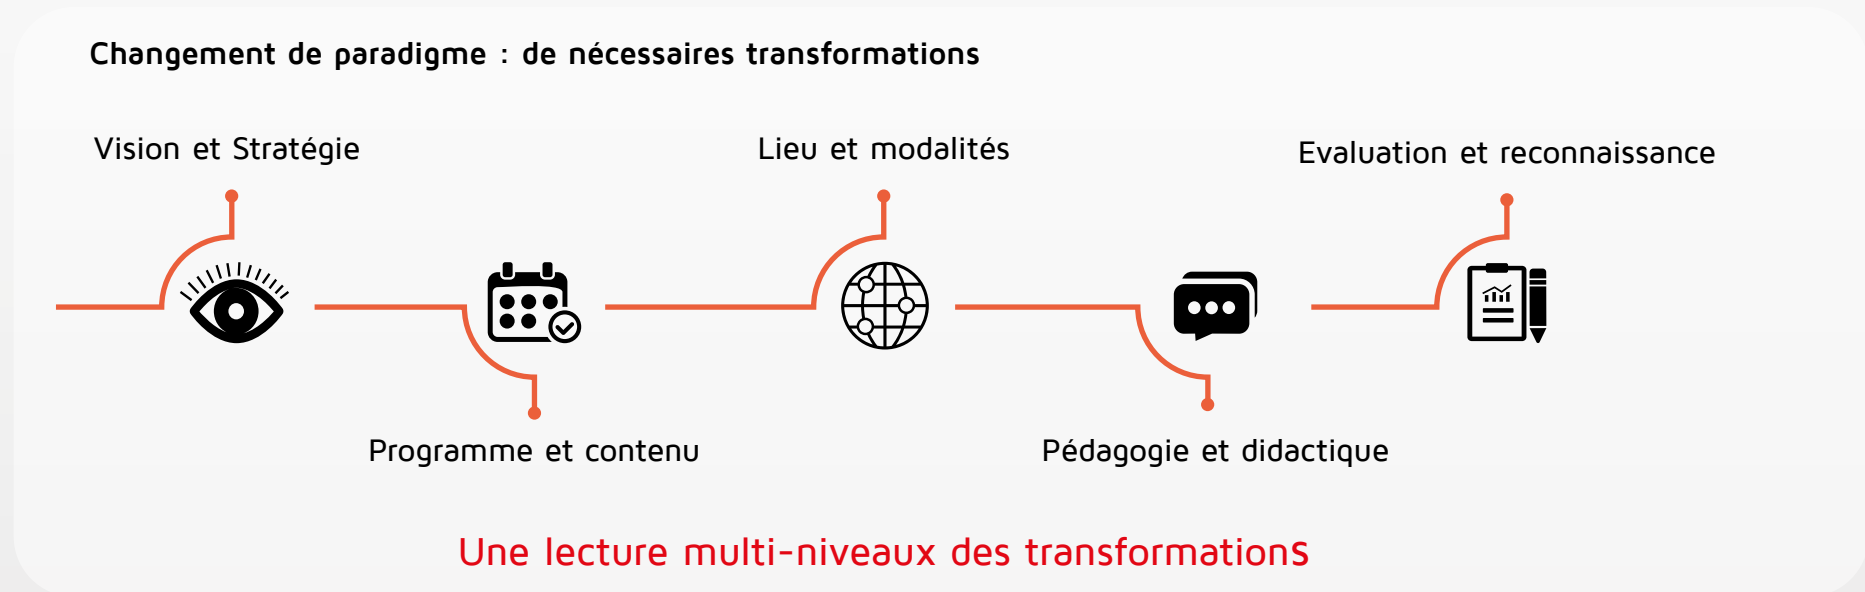 Changement de paradigme : de nécessaires transformations
Vision et Stratégie
Lieu et modalités
Evaluation et reconnaissance
Programme et contenu
Pédagogie et didactique
Une lecture multi-niveaux des transformations